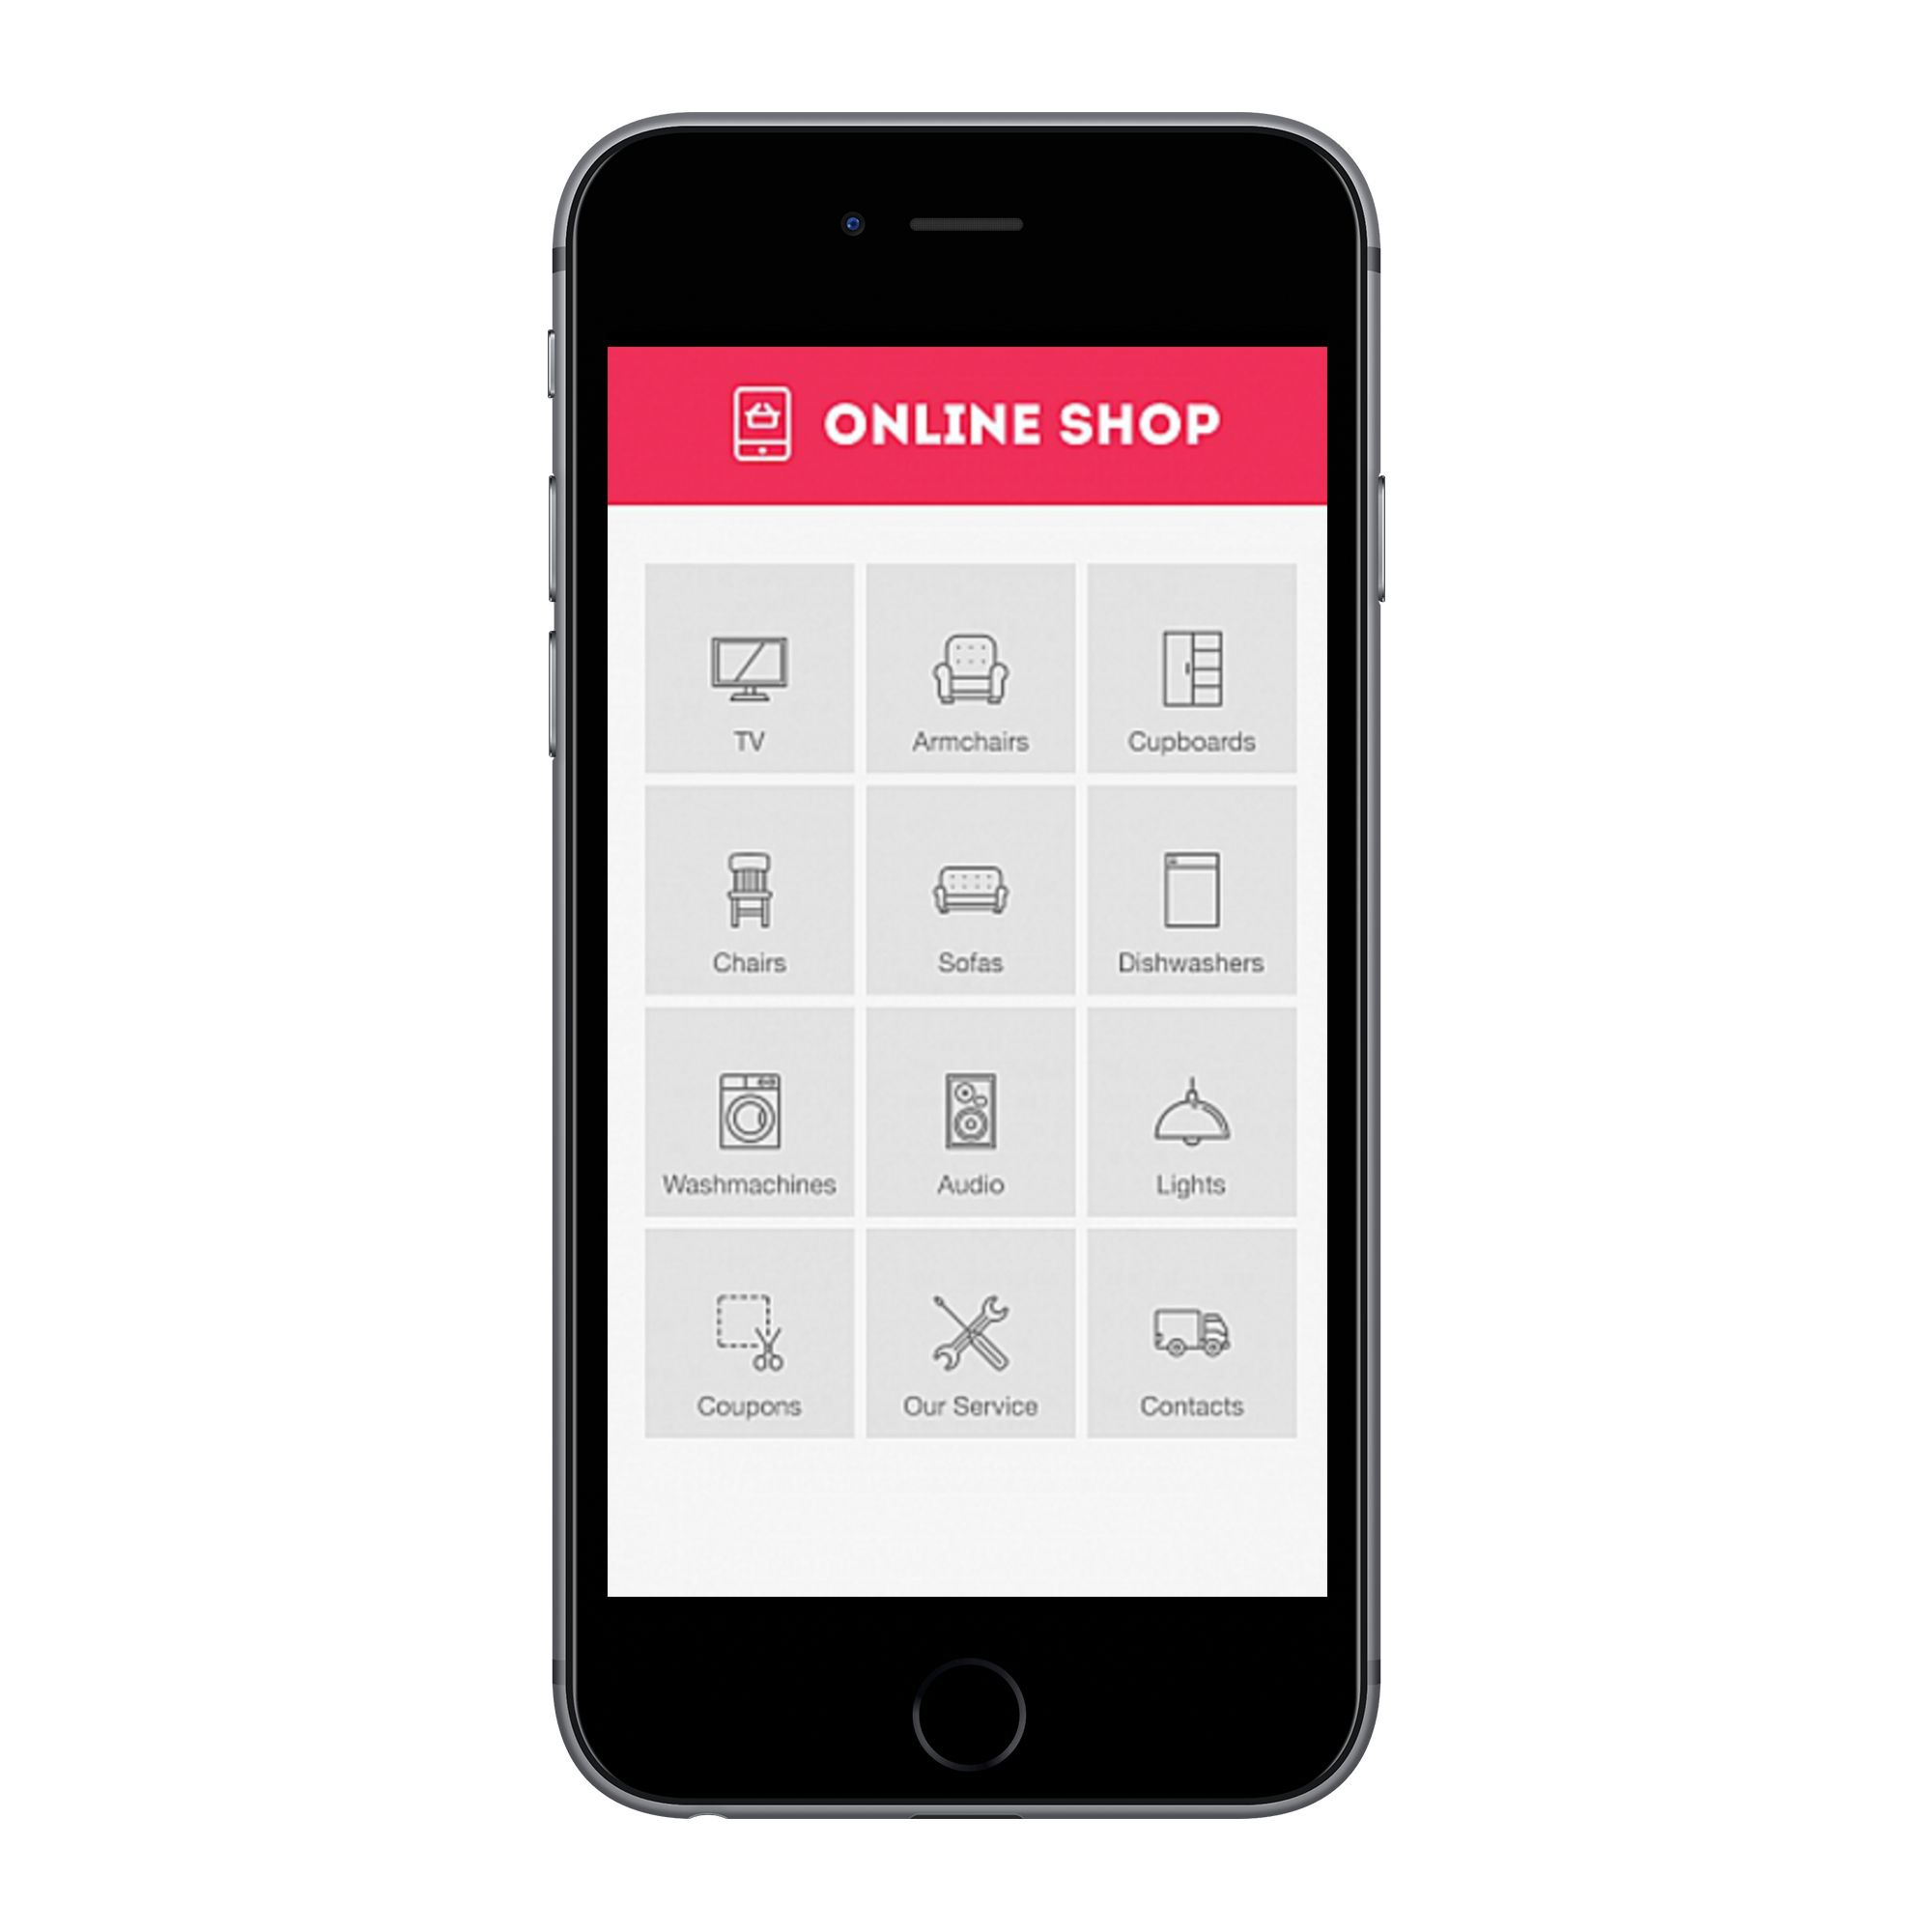 ONLINE SHOP
TV
Armchairs
Cupboards
Chairs
Sofas
Dishwashers
Washmachines
Audio
Lights
Coupons
Our Service
Contacts